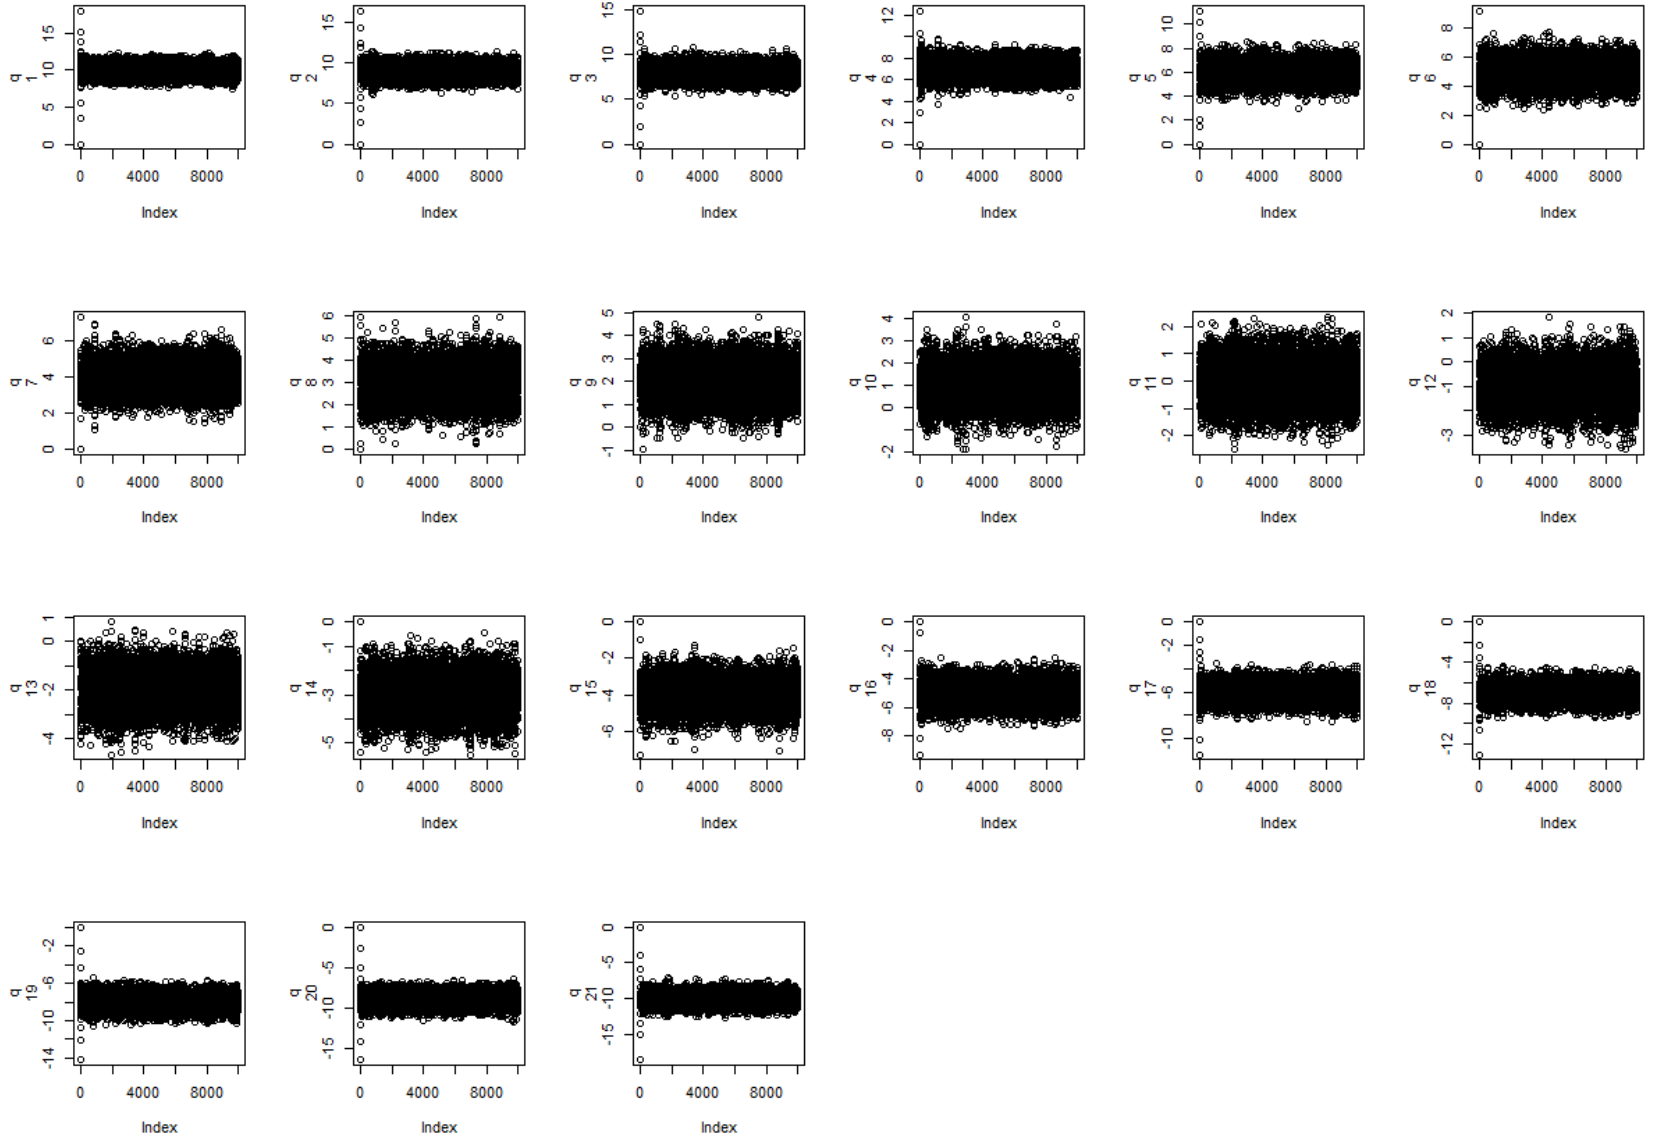 q
1
0 5 10 15
0 4000 8000
Index
q
2
0 5 10 15
0 4000 8000
Index
q
3
0 5 10 15
0 4000 8000
Index
q
4
0 2 4 6 8 12
0 4000 8000
Index
q
5
0 2 4 6 8 10
0 4000 8000
Index
q
6
0 2 4 6 8
0 4000 8000
Index
q
7
0 2 4 6
0 4000 8000
Index
q
8
0 1 2 3 4 5 6
0 4000 8000
Index
q
9
-1 0 1 2 3 4 5
0 4000 8000
Index
q
10
-2 0 1 2 3 4
0 4000 8000
Index
q
11
-2 -1 0 1 2
0 4000 8000
Index
q
12
-3 -1 0 1 2
0 4000 8000
Index
q
13
-4 -2 0 1
0 4000 8000
Index
q
14
-5 -3 -1 0
0 4000 8000
Index
q
15
-6 -4 -2 0
0 4000 8000
Index
q
16
-8 -6 -4 -2 0
0 4000 8000
Index
q
17
-10 -6 -2 0
0 4000 8000
Index
q
18
-12 -8 -4 0
0 4000 8000
Index
q
19
-14 -10 -6 -2
0 4000 8000
Index
q
20
-15 -10 -5 0
0 4000 8000
Index
q
21
-15 -10 -5 0
0 4000 8000
Index